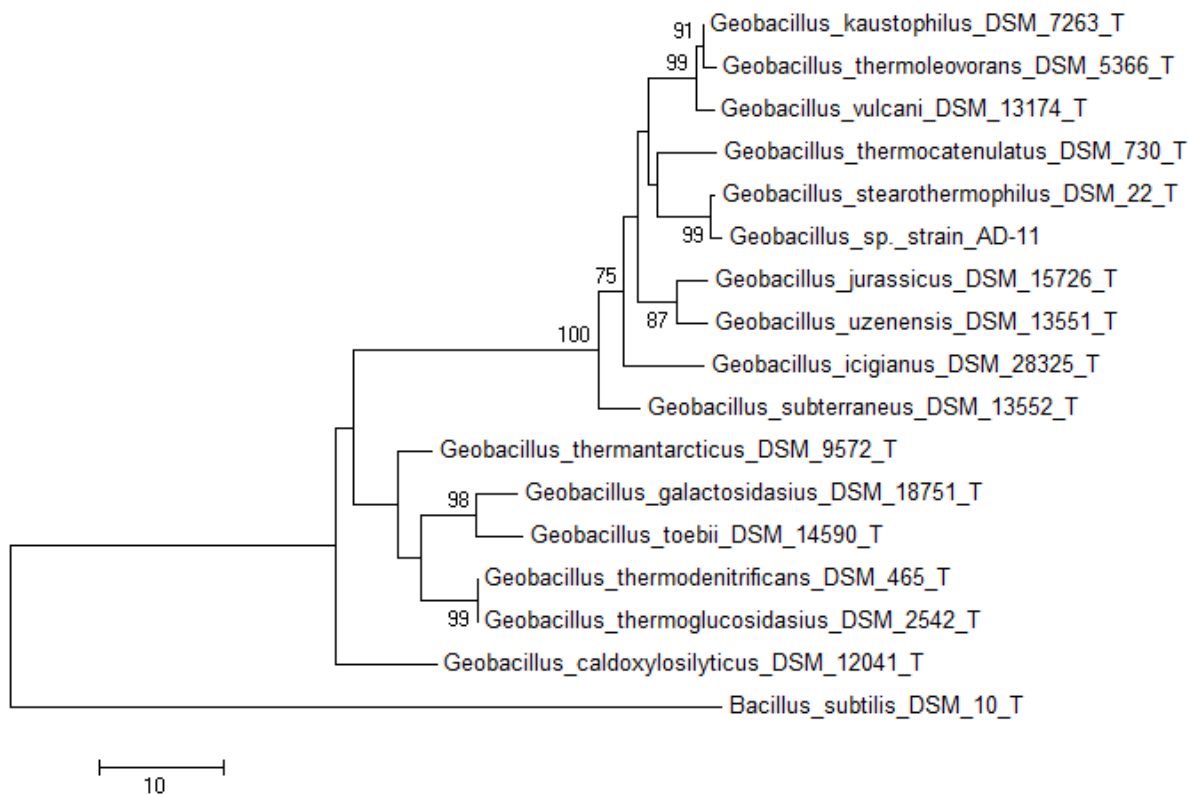 91
Geobacillus_kaustophilus_DSM_7263_T
99
Geobacillus_thermoleovorans_DSM_5366_T
Geobacillus_vulcani_DSM_13174_T
Geobacillus_thermocatenulatus_DSM_730_T
Geobacillus_stearothermophilus_DSM_22_T
99
Geobacillus_sp._strain_AD-11
75
Geobacillus_jurassicus_DSM_15726_T
87
Geobacillus_uzenensis_DSM_13551_T
100
Geobacillus_icigianus_DSM_28325_T
Geobacillus_subterraneus_DSM_13552_T
Geobacillus_thermantarcticus_DSM_9572_T
98
Geobacillus_galactosidasius_DSM_18751_T
Geobacillus_toebii_DSM_14590_T
Geobacillus_thermodenitrificans_DSM_465_T
99
Geobacillus_thermoglucosidasius_DSM_2542_T
Geobacillus_caldoxylosilyticus_DSM_12041_T
Bacillus_subtilis_DSM_10_T
10